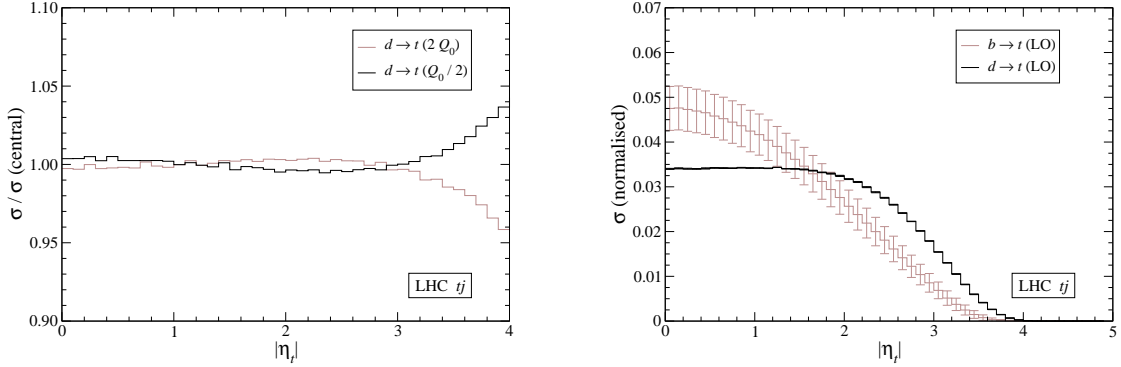 1.10
1.05
1.00
0.95
0.90
σ / σ (central)
d → t (2 Q₀)
d → t (Q₀ / 2)
LHC tj
0 1 2 3 4
|ηₜ|
0.07
0.06
0.05
0.04
0.03
0.02
0.01
0
σ (normalised)
b → t (LO)
d → t (LO)
LHC tj
0 1 2 3 4 5
|ηₜ|